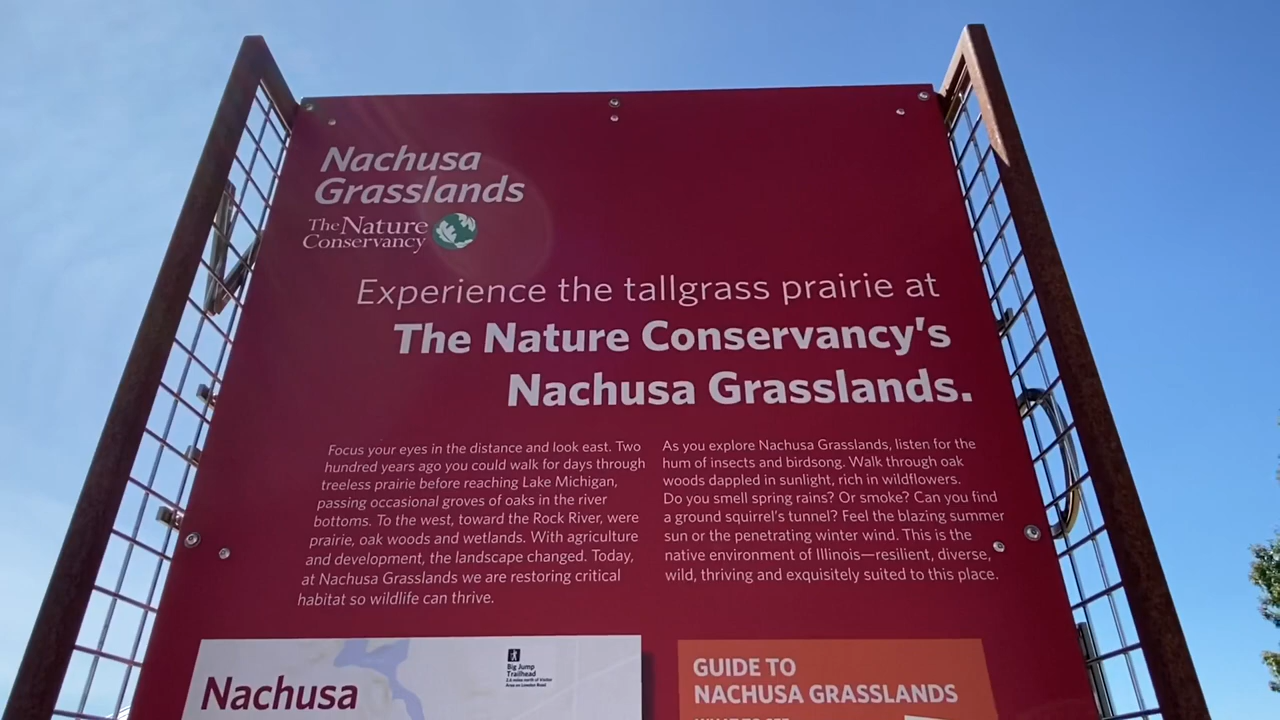 Nachusa
Grasslands
The Nature
Conservancy
Experience the tallgrass prairie at
The Nature Conservancy's
Nachusa Grasslands.
Focus your eyes in the distance and look east. Two
hundred years ago you could walk for days through
treeless prairie before reaching Lake Michigan,
passing occasional groves of oaks in the river
bottoms. To the west, toward the Rock River, were
prairie, oak woods and wetlands. With agriculture
and development, the landscape changed. Today,
at Nachusa Grasslands we are restoring critical
habitat so wildlife can thrive.
As you explore Nachusa Grasslands, listen for the
hum of insects and birdsong. Walk through oak
woods dappled in sunlight, rich in wildflowers.
Do you smell spring rains? Or smoke? Can you find
a ground squirrel's tunnel? Feel the blazing summer
sun or the penetrating winter wind. This is the
native environment of Illinois—resilient, diverse,
wild, thriving and exquisitely suited to this place.
Nachusa
Big Jump
Trailhead
GUIDE TO
NACHUSA GRASSLANDS